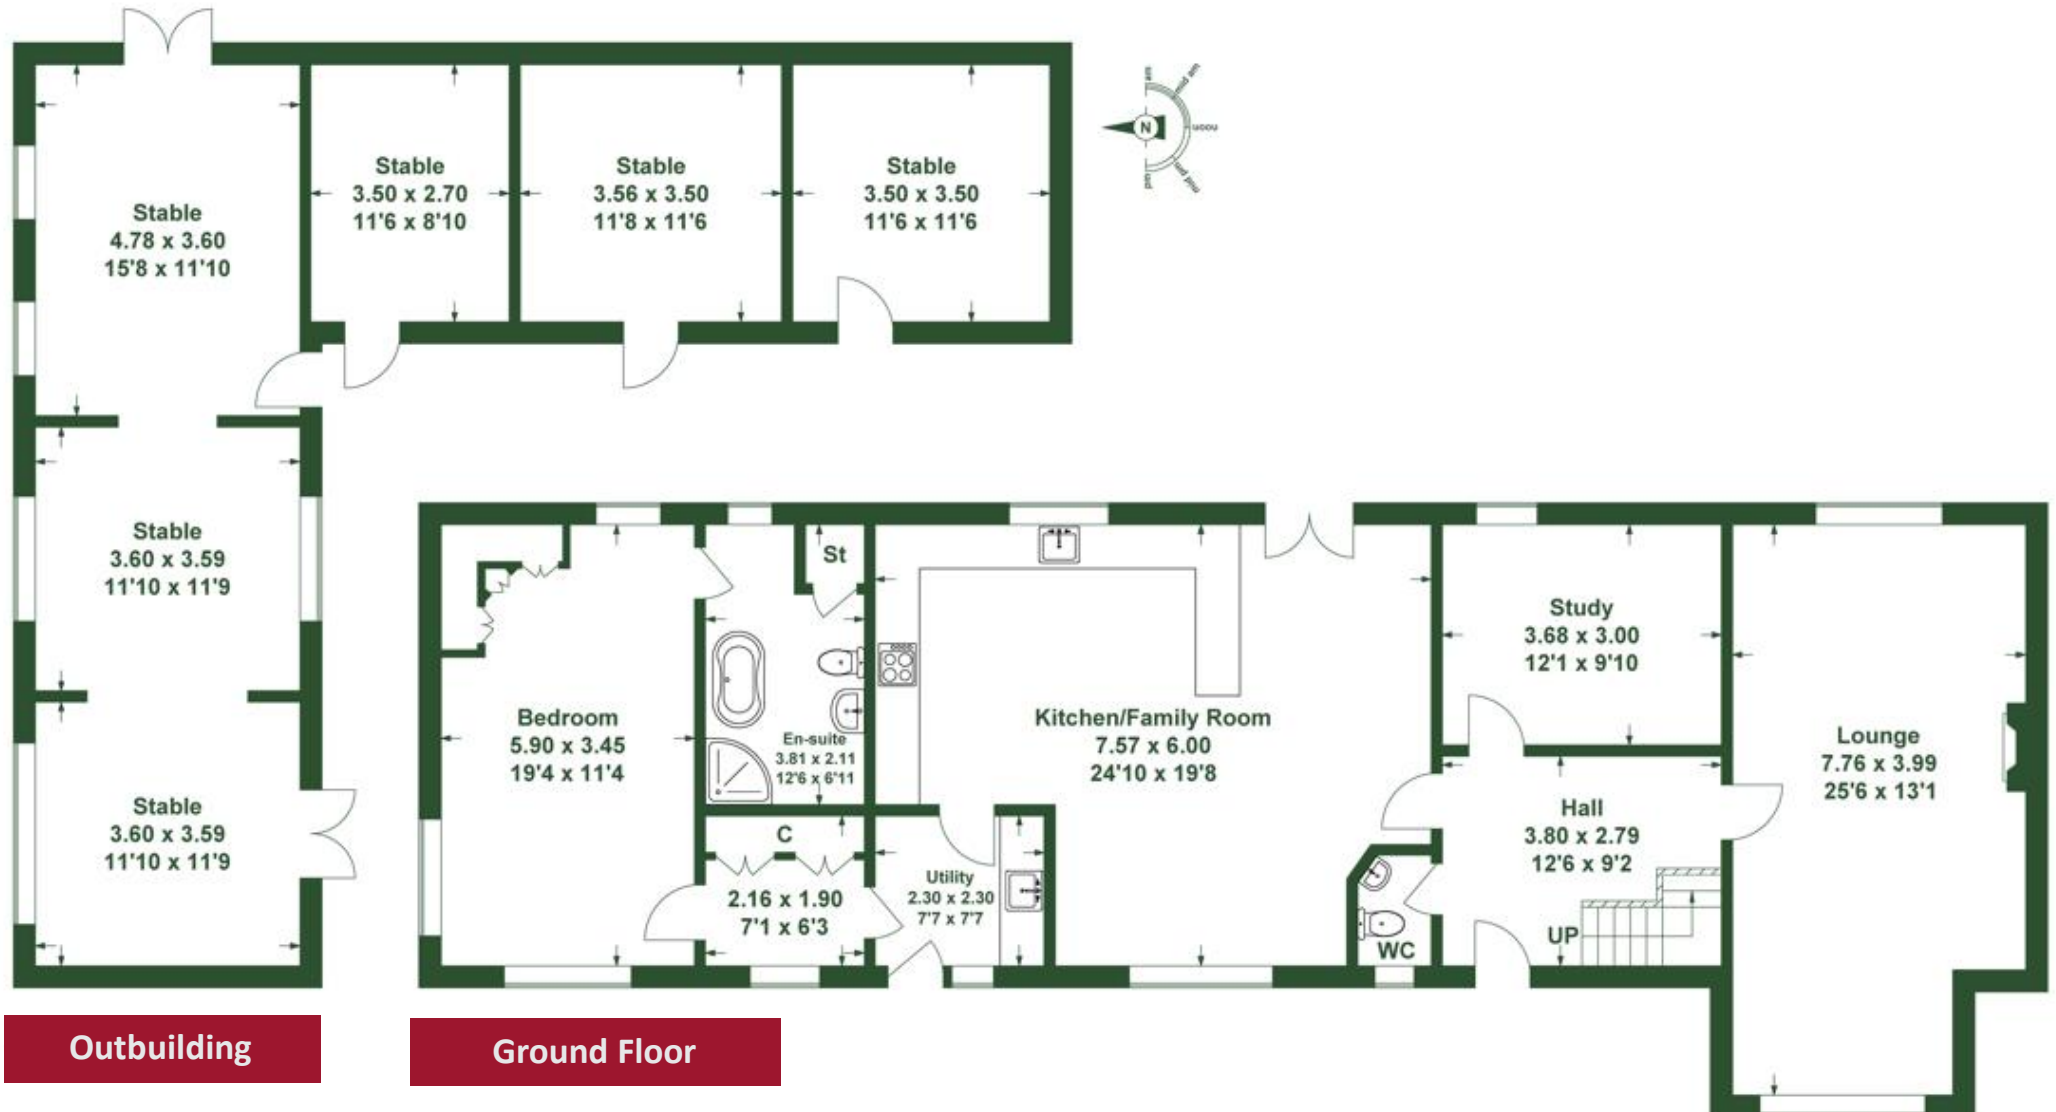 Stable
4.78 x 3.60
15'8 x 11'10
Stable
3.50 x 2.70
11'6 x 8'10
Stable
3.56 x 3.50
11'8 x 11'6
Stable
3.50 x 3.50
11'6 x 11'6
N
am
mid am
noon
mid pm
pm
Stable
3.60 x 3.59
11'10 x 11'9
Stable
3.60 x 3.59
11'10 x 11'9
Bedroom
5.90 x 3.45
19'4 x 11'4
St
En-suite
3.81 x 2.11
12'6 x 6'11
C
2.16 x 1.90
7'1 x 6'3
Utility
2.30 x 2.30
7'7 x 7'7
Kitchen/Family Room
7.57 x 6.00
24'10 x 19'8
Study
3.68 x 3.00
12'1 x 9'10
Hall
3.80 x 2.79
12'6 x 9'2
UP
WC
Lounge
7.76 x 3.99
25'6 x 13'1
Outbuilding
Ground Floor